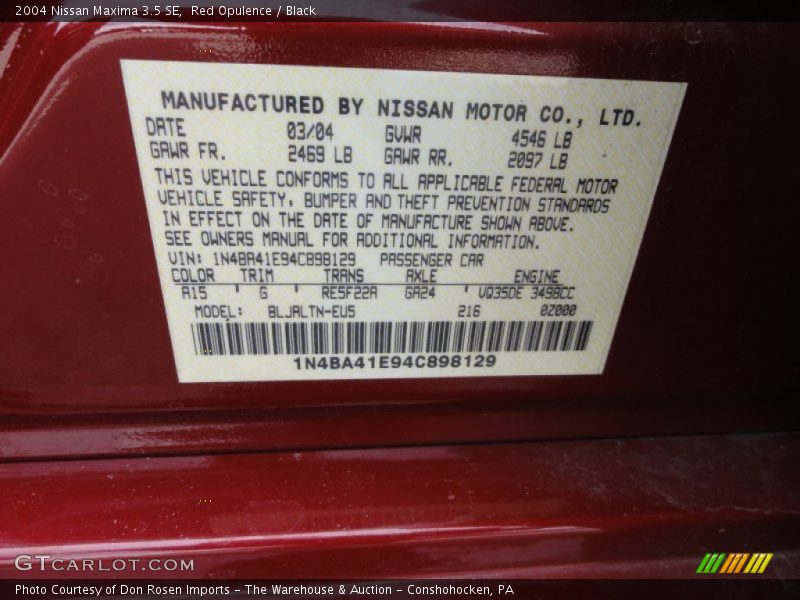 2004 Nissan Maxima 3.5 SE, Red Opulence / Black
MANUFACTURED BY NISSAN MOTOR CO., LTD.
DATE 03/04 GVWR 4546 LB
GAWR FR. 2469 LB GAWR RR. 2097 LB
THIS VEHICLE CONFORMS TO ALL APPLICABLE FEDERAL MOTOR
VEHICLE SAFETY, BUMPER AND THEFT PREVENTION STANDARDS
IN EFFECT ON THE DATE OF MANUFACTURE SHOWN ABOVE.
SEE OWNERS MANUAL FOR ADDITIONAL INFORMATION.
VIN: 1N4BA41E94C898129 PASSENGER CAR
COLOR TRIM TRANS AXLE ENGINE
A15 G RE5F22A GA24 VQ35DE 3498CC
MODEL: BLJALTN-EU5 216 0Z000
1N4BA41E94C898129
GTCARLOT.COM
Photo Courtesy of Don Rosen Imports - The Warehouse & Auction - Conshohocken, PA